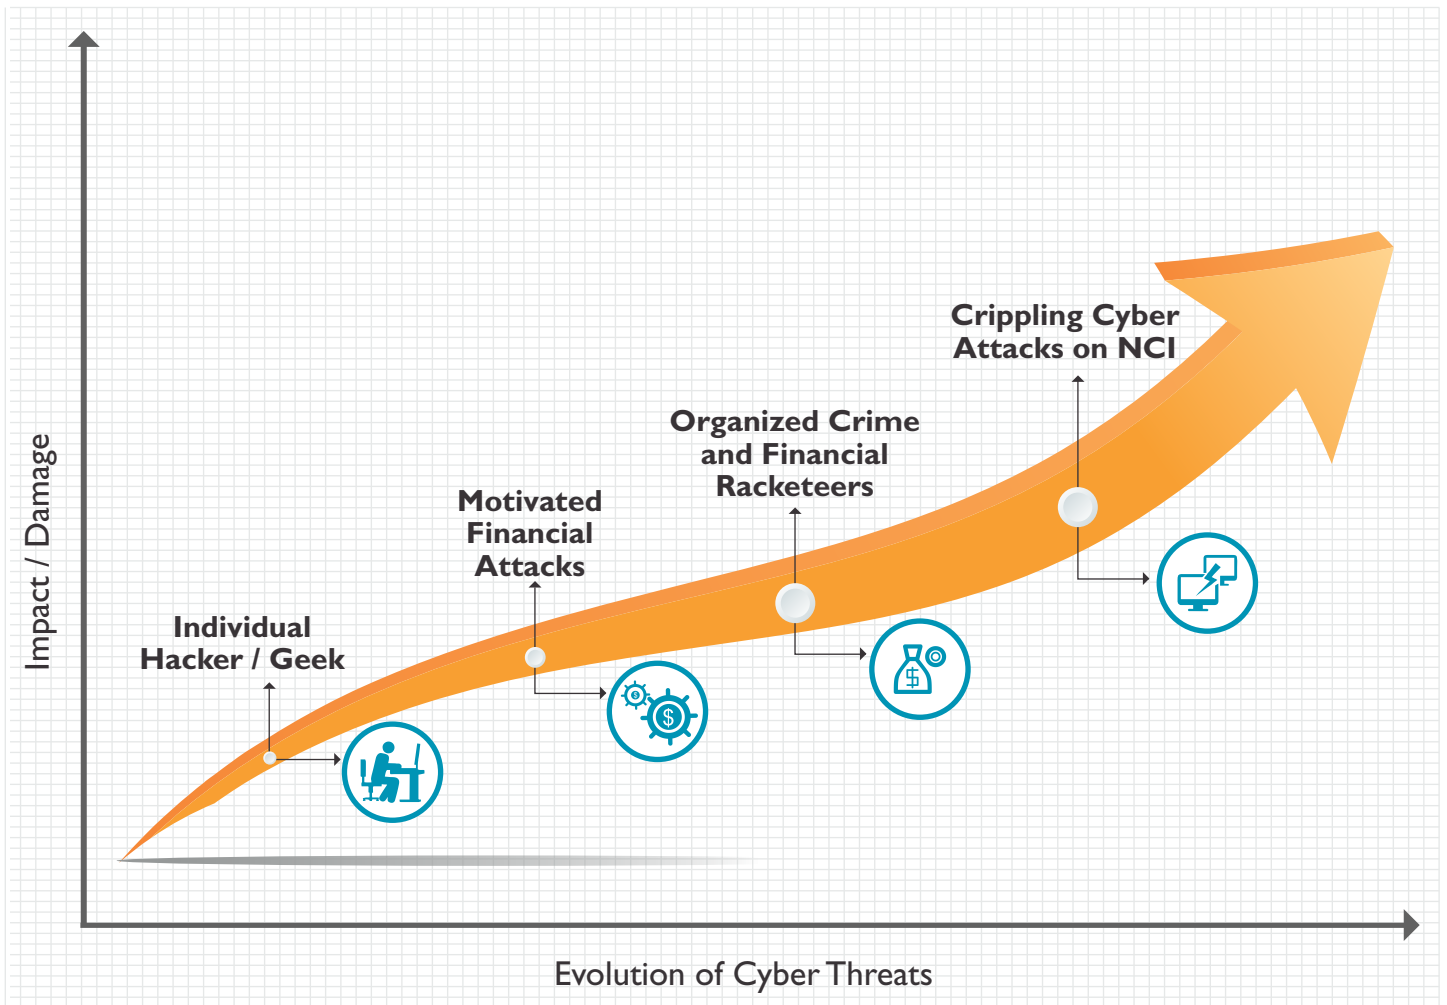 Crippling Cyber
Attacks on NCI
Organized Crime
and Financial
Racketeers
Motivated
Financial
Attacks
Individual
Hacker / Geek
Impact / Damage
$
$
$
Evolution of Cyber Threats